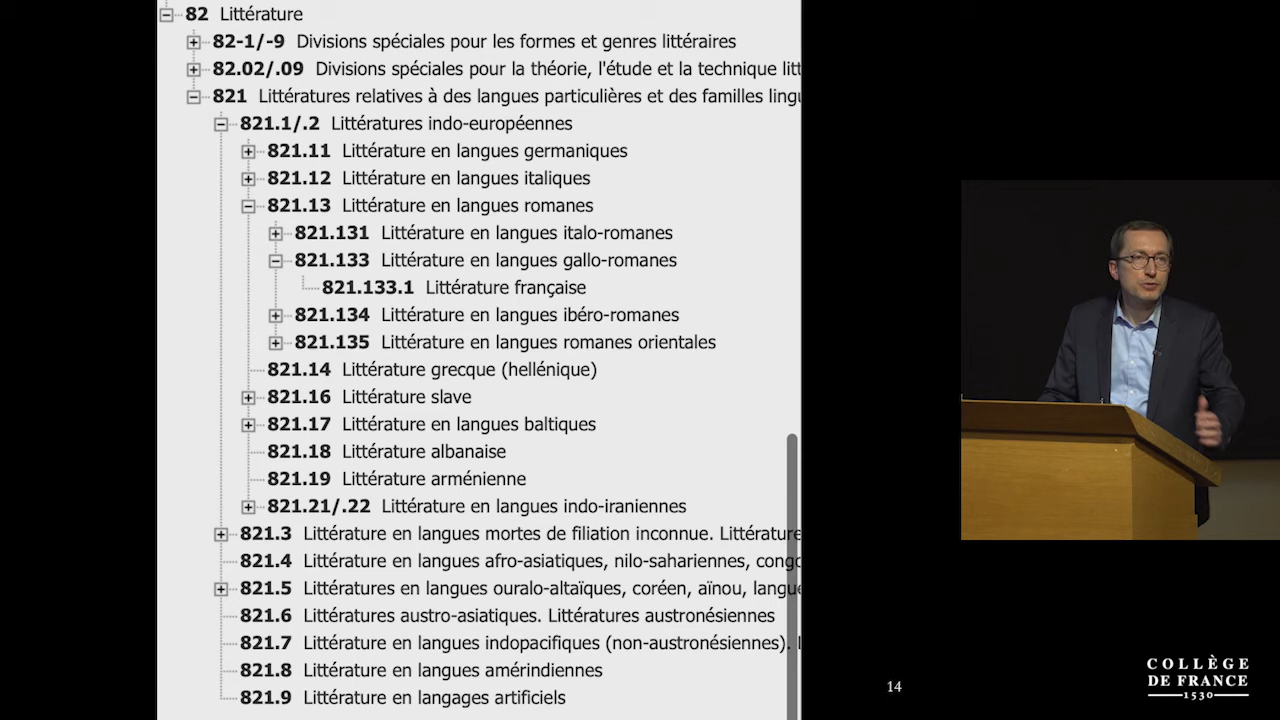 82 Littérature
82-1/-9 Divisions spéciales pour les formes et genres littéraires
82.02/.09 Divisions spéciales pour la théorie, l'étude et la technique
821 Littératures relatives à des langues particulières et des familles
821.1/.2 Littératures indo-européennes
821.11 Littérature en langues germaniques
821.12 Littérature en langues italiques
821.13 Littérature en langues romanes
821.131 Littérature en langues italo-romanes
821.133 Littérature en langues gallo-romanes
821.133.1 Littérature française
821.134 Littérature en langues ibéro-romanes
821.135 Littérature en langues romanes orientales
821.14 Littérature grecque (hellénique)
821.16 Littérature slave
821.17 Littérature en langues baltiques
821.18 Littérature albanaise
821.19 Littérature arménienne
821.21/.22 Littérature en langues indo-iraniennes
821.3 Littérature en langues mortes de filiation inconnue. Littérature
821.4 Littérature en langues afro-asiatiques, nilo-sahariennes,
821.5 Littératures en langues ouralo-altaïques, coréen, aïnou,
821.6 Littératures austro-asiatiques. Littératures austronésiennes
821.7 Littérature en langues indopacifiques (non-austronésiennes).
821.8 Littérature en langues amérindiennes
821.9 Littérature en langages artificiels
14
COLLÈGE
DE FRANCE
1530